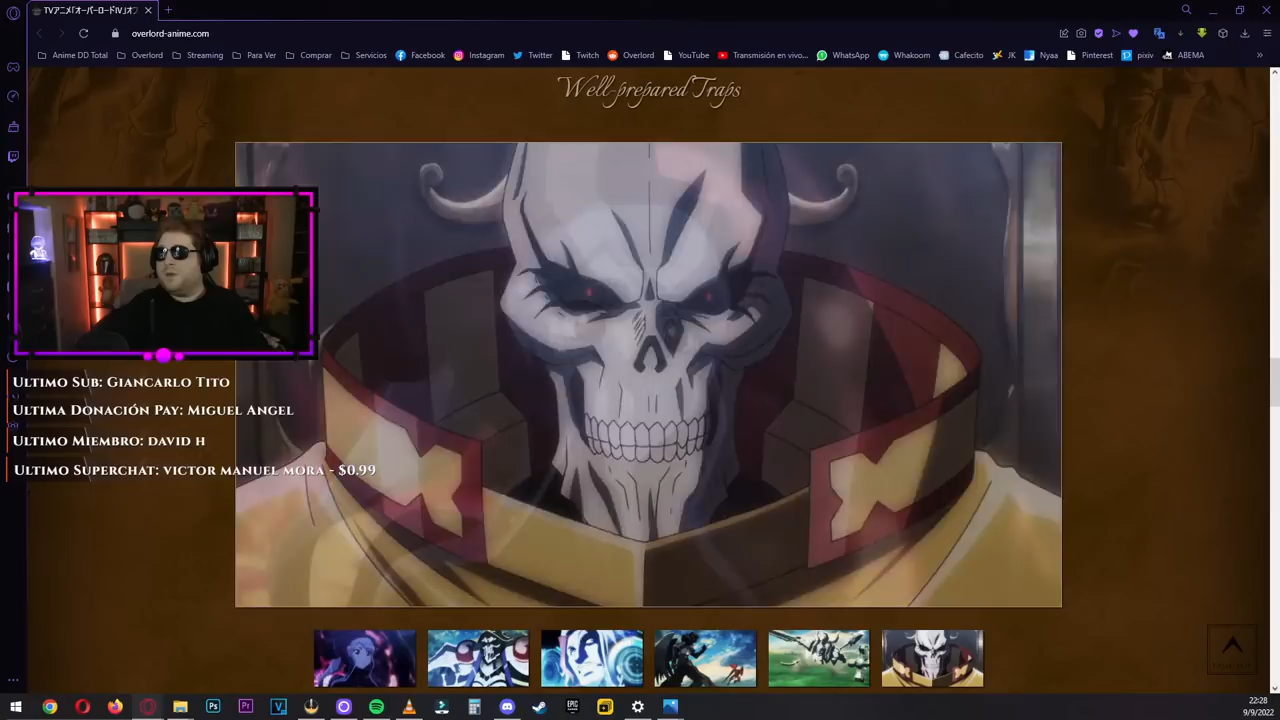 TVアニメ「オーバーロードIV」オフ
overlord-anime.com
Anime DD Total
Overlord
Streaming
Para Ver
Comprar
Servicios
Facebook
Instagram
Twitter
Twitch
Overlord
YouTube
Transmisión en vivo...
WhatsApp
Whakoom
Cafecito
JK
Nyaa
Pinterest
pixiv
ABEMA
Well-prepared Traps
Ultimo Sub: Giancarlo Tito
Ultima Donación Pay: Miguel Angel
Ultimo Miembro: david h
Ultimo Superchat: victor manuel mora - $0.99
22:28
9/9/2022